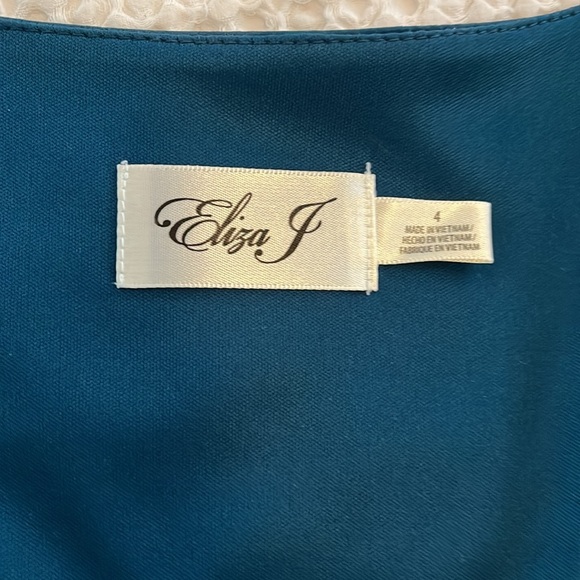 Eliza J
4
MADE IN VIETNAM/
HECHO EN VIETNAM/
FABRIQUE EN VIETNAM